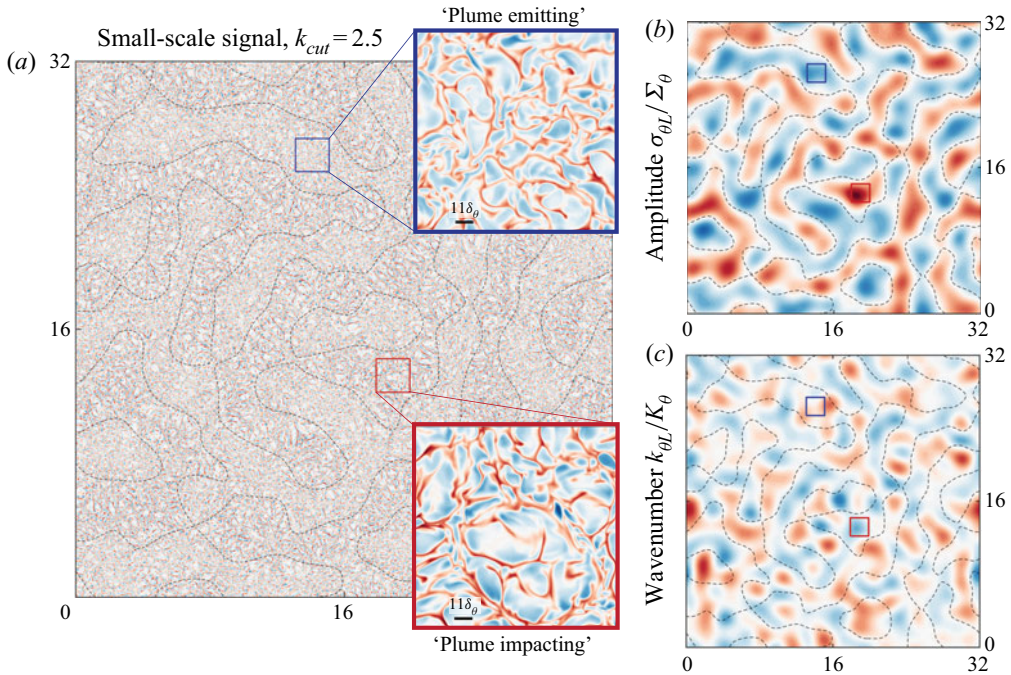 'Plume emitting'
Small-scale signal, k_cut = 2.5
(a)
32
16
0
16
11δ_θ
11δ_θ
'Plume impacting'
(b)
32
16
0
Amplitude σ_θL/Σ_θ
0
16
32
(c)
32
16
0
Wavenumber k_θL/K_θ
0
16
32